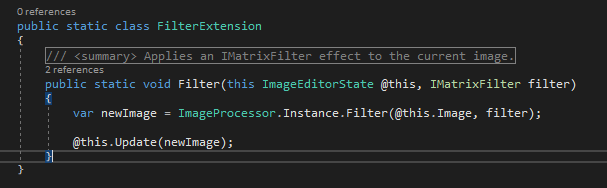 0 references
public static class FilterExtension
{
/// <summary> Applies an IMatrixFilter effect to the current image.
2 references
public static void Filter(this ImageEditorState @this, IMatrixFilter filter)
{
var newImage = ImageProcessor.Instance.Filter(@this.Image, filter);
@this.Update(newImage);
}
}